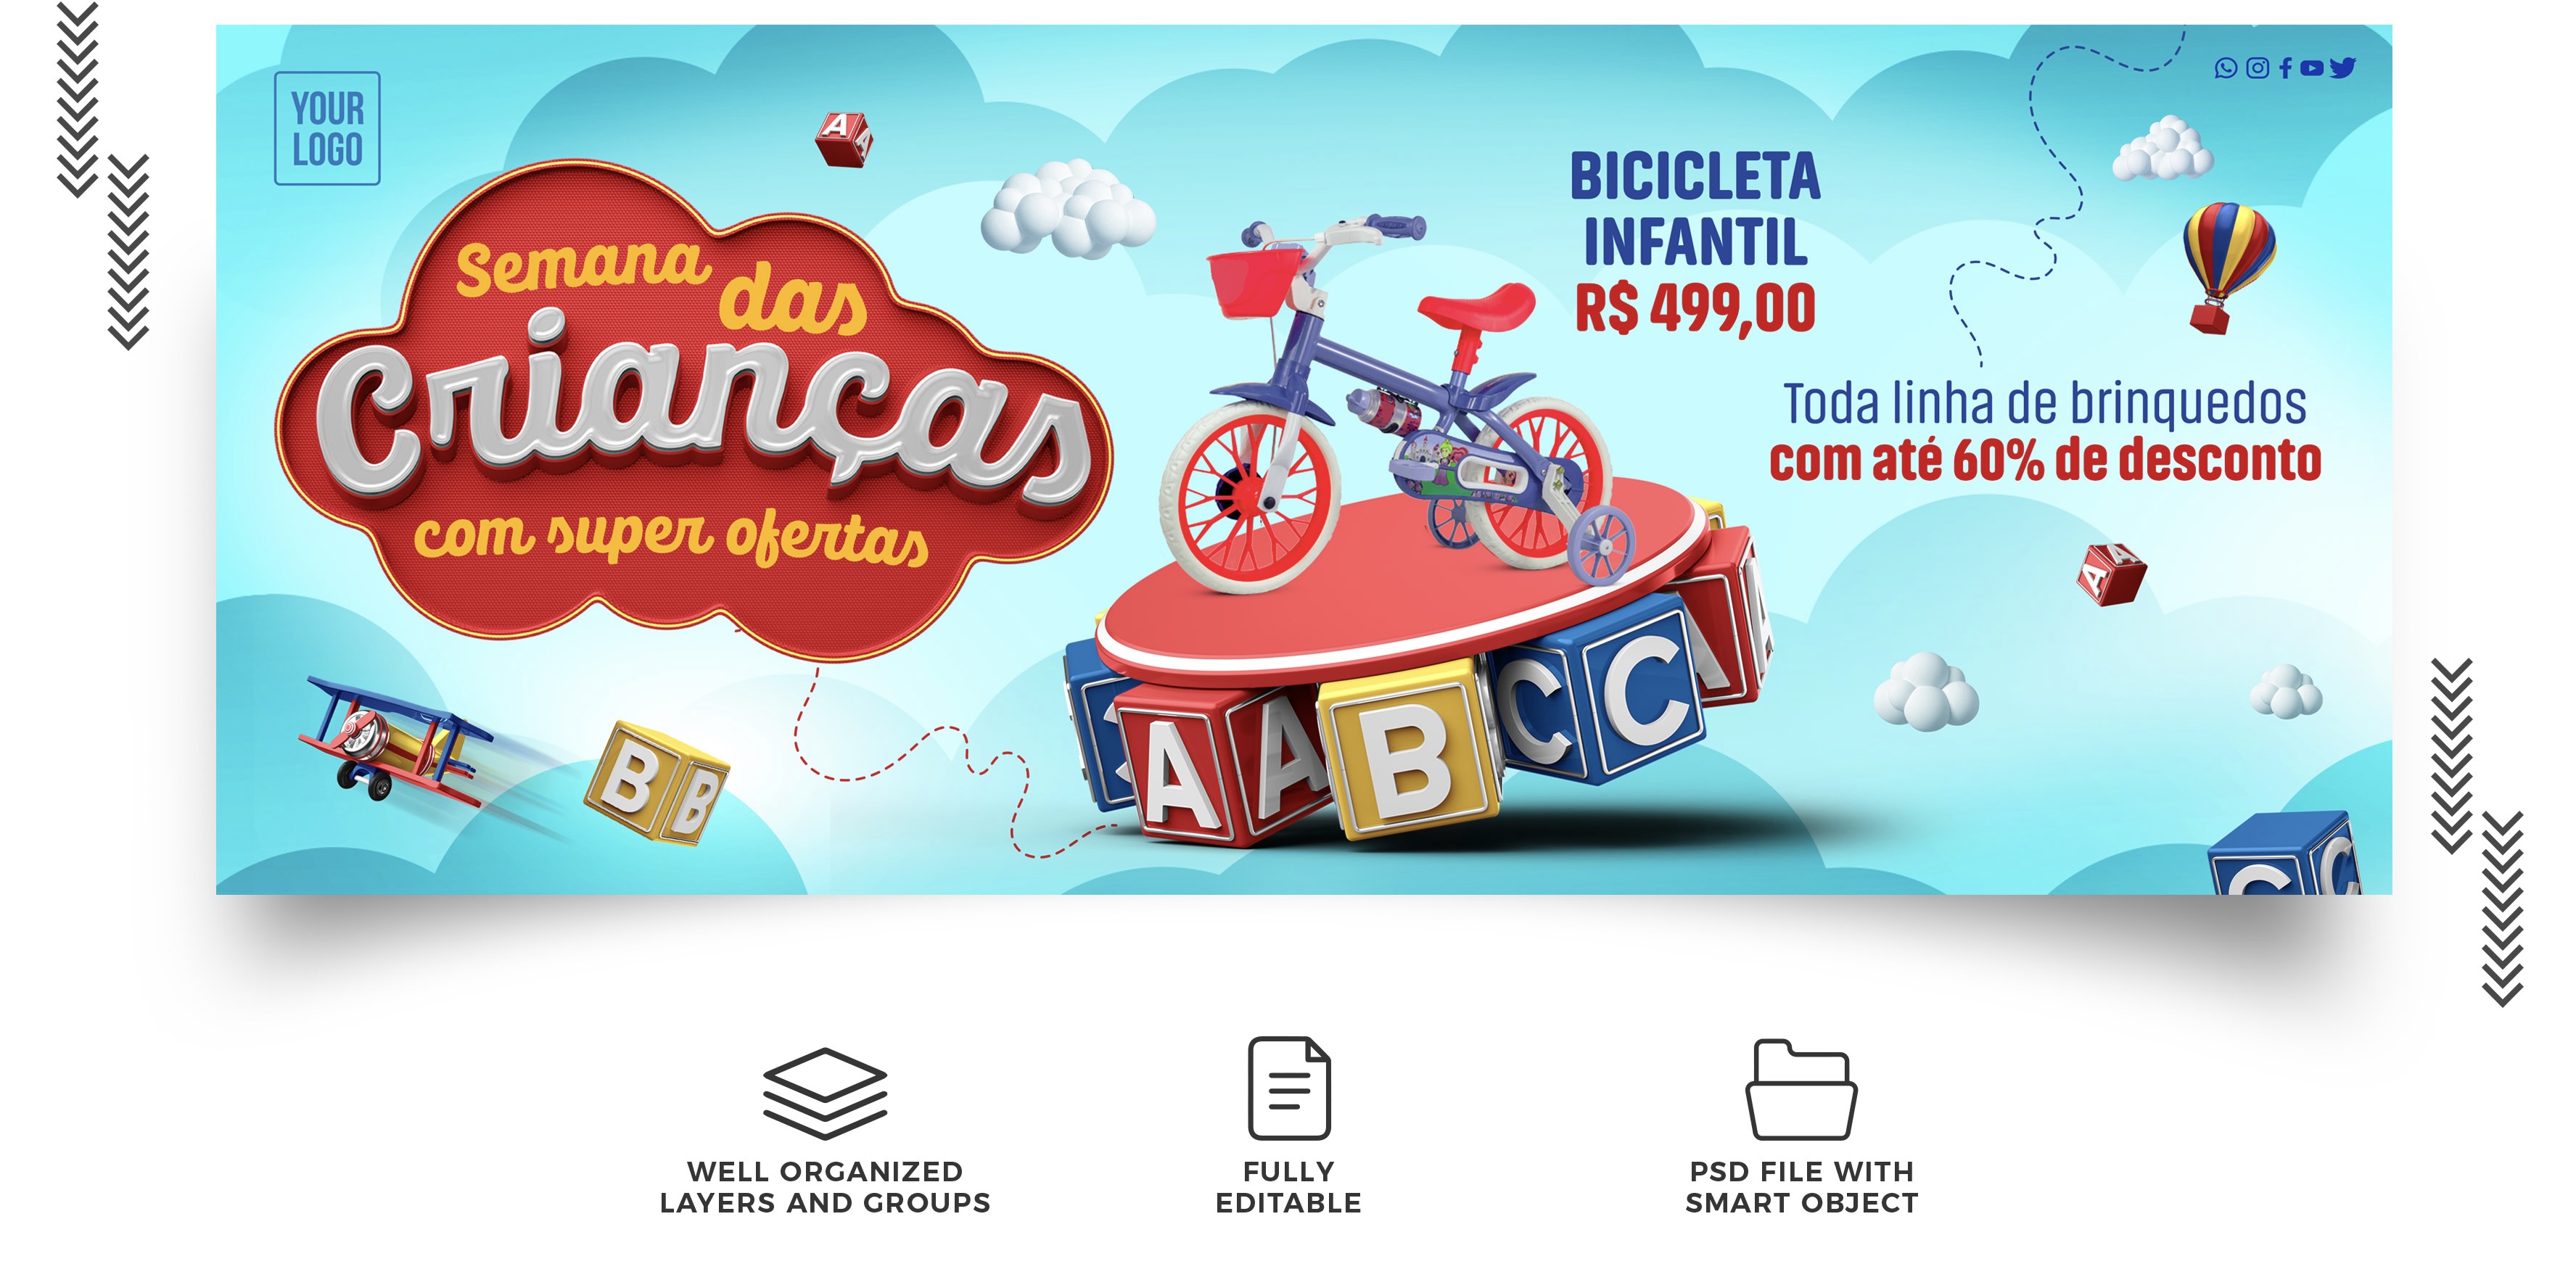 YOUR
LOGO
Semana das
Crianças
com super ofertas
BICICLETA
INFANTIL
R$ 499,00
Toda linha de brinquedos
com até 60% de desconto
A
A
A
A
B
B
A
A
B
C
C
A
C
C
WELL ORGANIZED
LAYERS AND GROUPS
FULLY
EDITABLE
PSD FILE WITH
SMART OBJECT